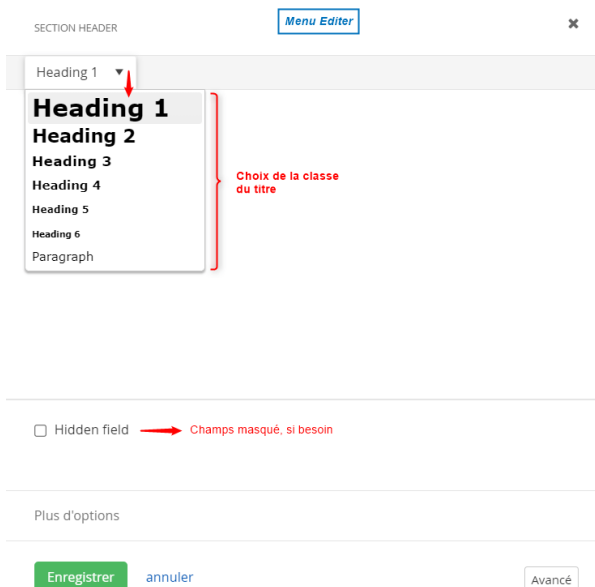 SECTION HEADER
Menu Editer
Heading 1
Heading 1
Heading 2
Heading 3
Heading 4
Heading 5
Heading 6
Paragraph
Choix de la classe
du titre
Hidden field
Champs masqué, si besoin
Plus d'options
Enregistrer
annuler
Avancé